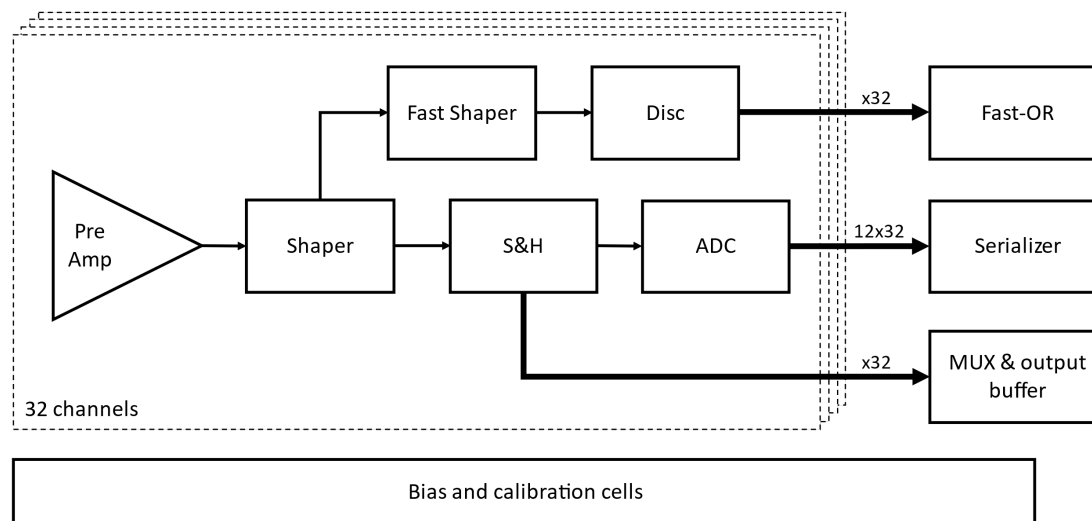 x32
Fast Shaper
Disc
Fast-OR
Pre
Amp
Shaper
S&H
ADC
12x32
Serializer
x32
MUX & output
buffer
32 channels
Bias and calibration cells